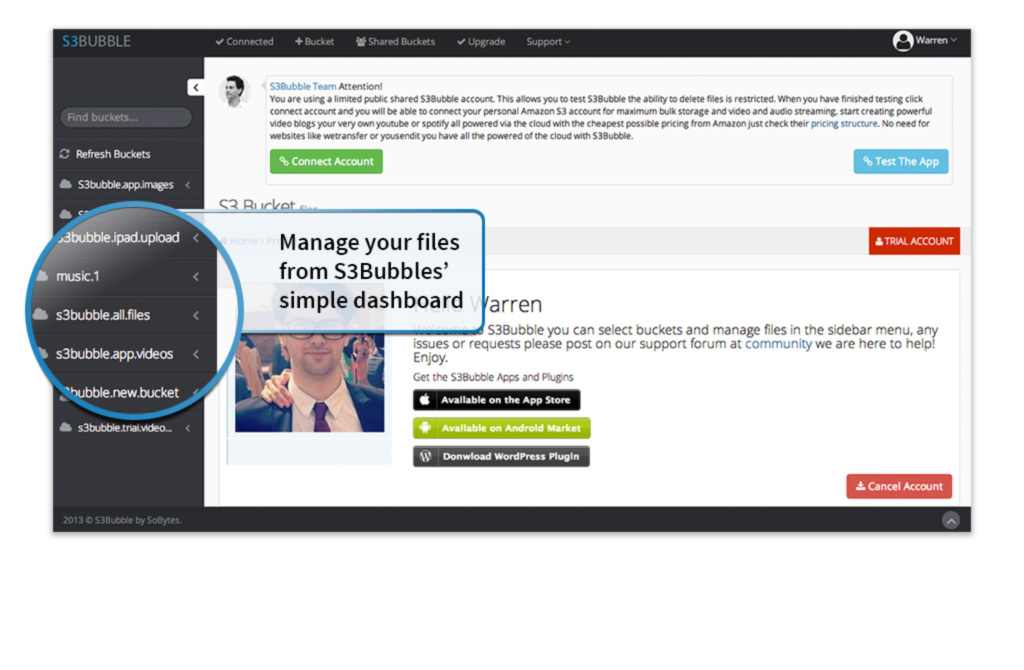 S3BUBBLE
Connected
Bucket
Shared Buckets
Upgrade
Support
Warren
Find buckets...
Refresh Buckets
S3bubble.app.images
s3bubble.ipad.upload
music.1
s3bubble.all.files
s3bubble.app.videos
s3bubble.new.bucket
s3bubble.trial.video...
S3Bubble Team Attention!
You are using a limited public shared S3Bubble account. This allows you to test S3Bubble the ability to delete files is restricted. When you have finished testing click
connect account and you will be able to connect your personal Amazon S3 account for maximum bulk storage and video and audio streaming, start creating powerful
video blogs your very own youtube or spotify all powered via the cloud with the cheapest possible pricing from Amazon just check their pricing structure. No need for
websites like wetransfer or yousendit you have all the powered of the cloud with S3Bubble.
Connect Account
Test The App
S3 Bucket files
Home
TRIAL ACCOUNT
Manage your files
from S3Bubbles’
simple dashboard
Hello Warren
Welcome to S3Bubble you can select buckets and manage files in the sidebar menu, any
issues or requests please post on our support forum at community we are here to help!
Enjoy.
Get the S3Bubble Apps and Plugins
Available on the App Store
Available on Android Market
Donwload WordPress Plugin
Cancel Account
2013 © S3Bubble by SoBytes.